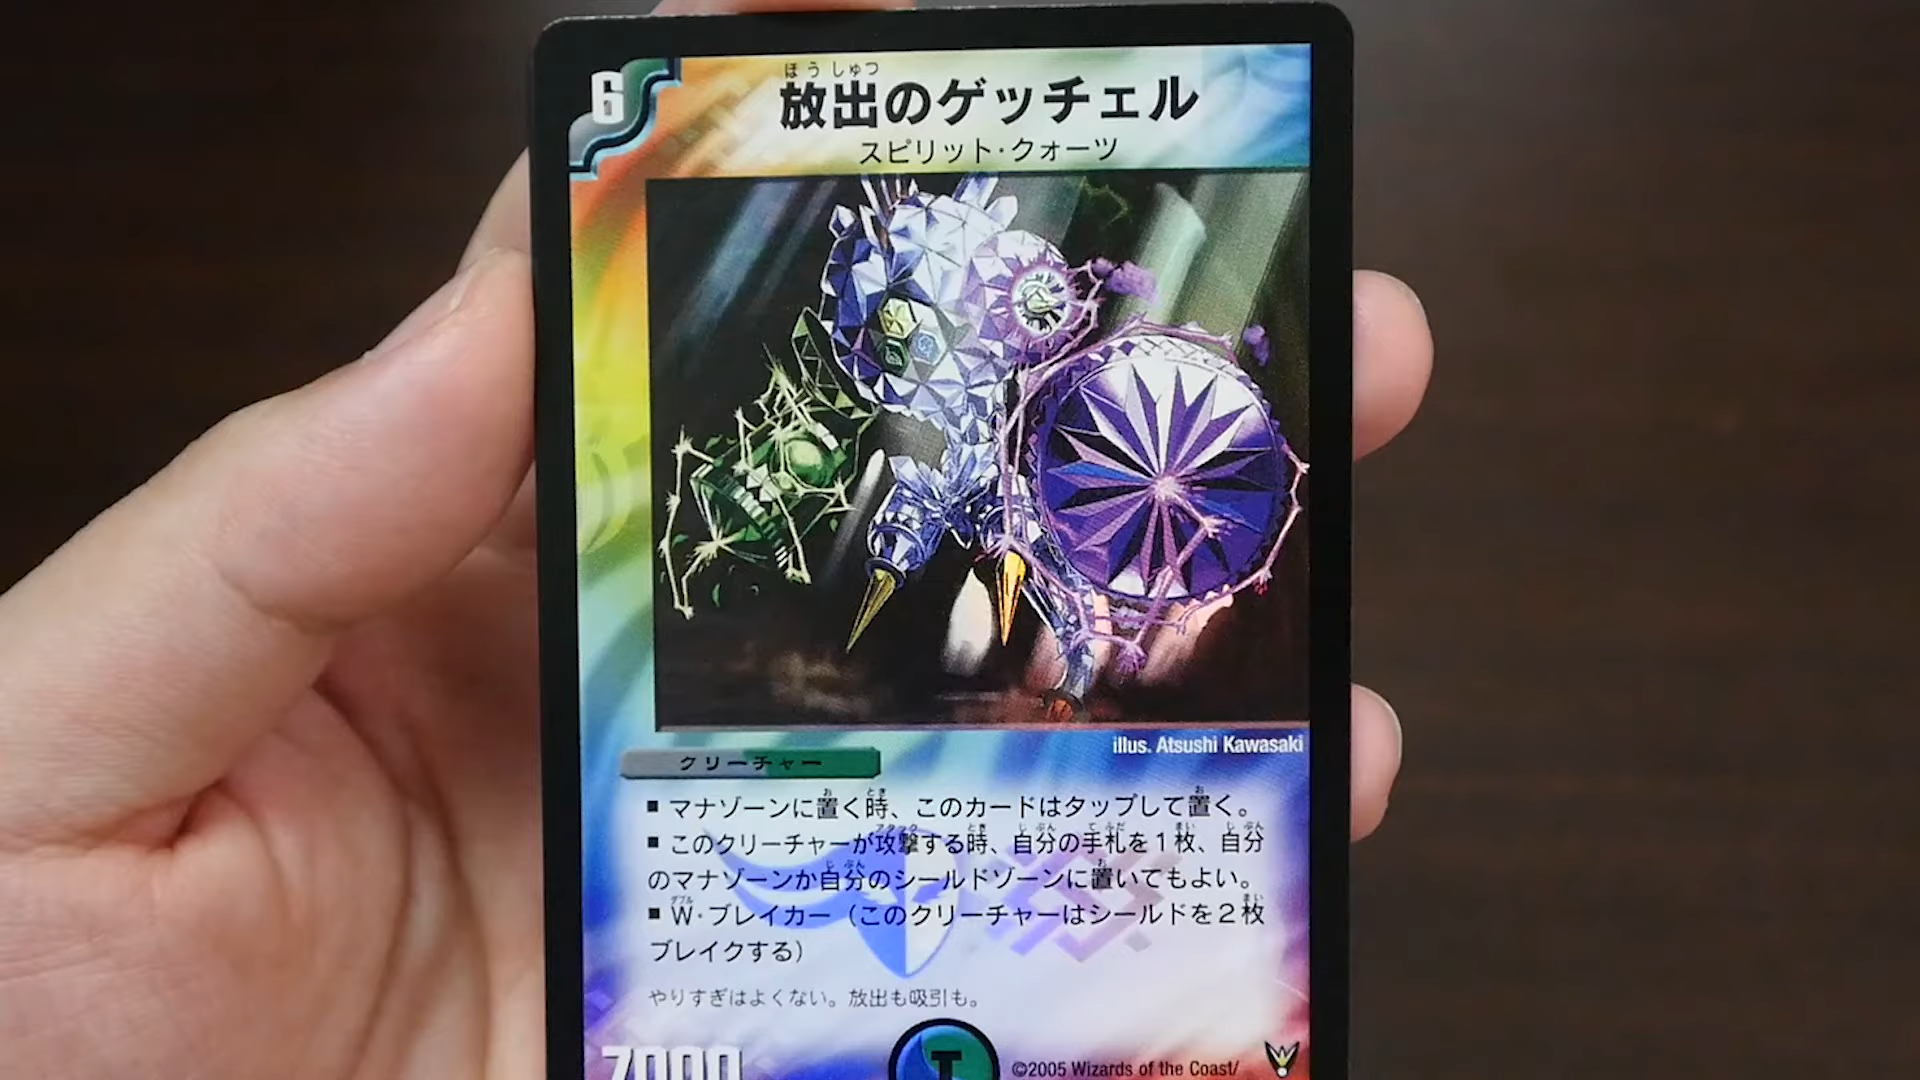 6
ほうしゅつ
放出のゲッチェル
スピリット・クォーツ
illus. Atsushi Kawasaki
クリーチャー
■ マナゾーンに置く時、このカードはタップして置く。
■ このクリーチャーが攻撃する時、自分の手札を1枚、自分
のマナゾーンか自分のシールドゾーンに置いてもよい。
■ W・ブレイカー（このクリーチャーはシールドを2枚
ブレイクする）
やりすぎはよくない。放出も吸引も。
7000
©2005 Wizards of the Coast/